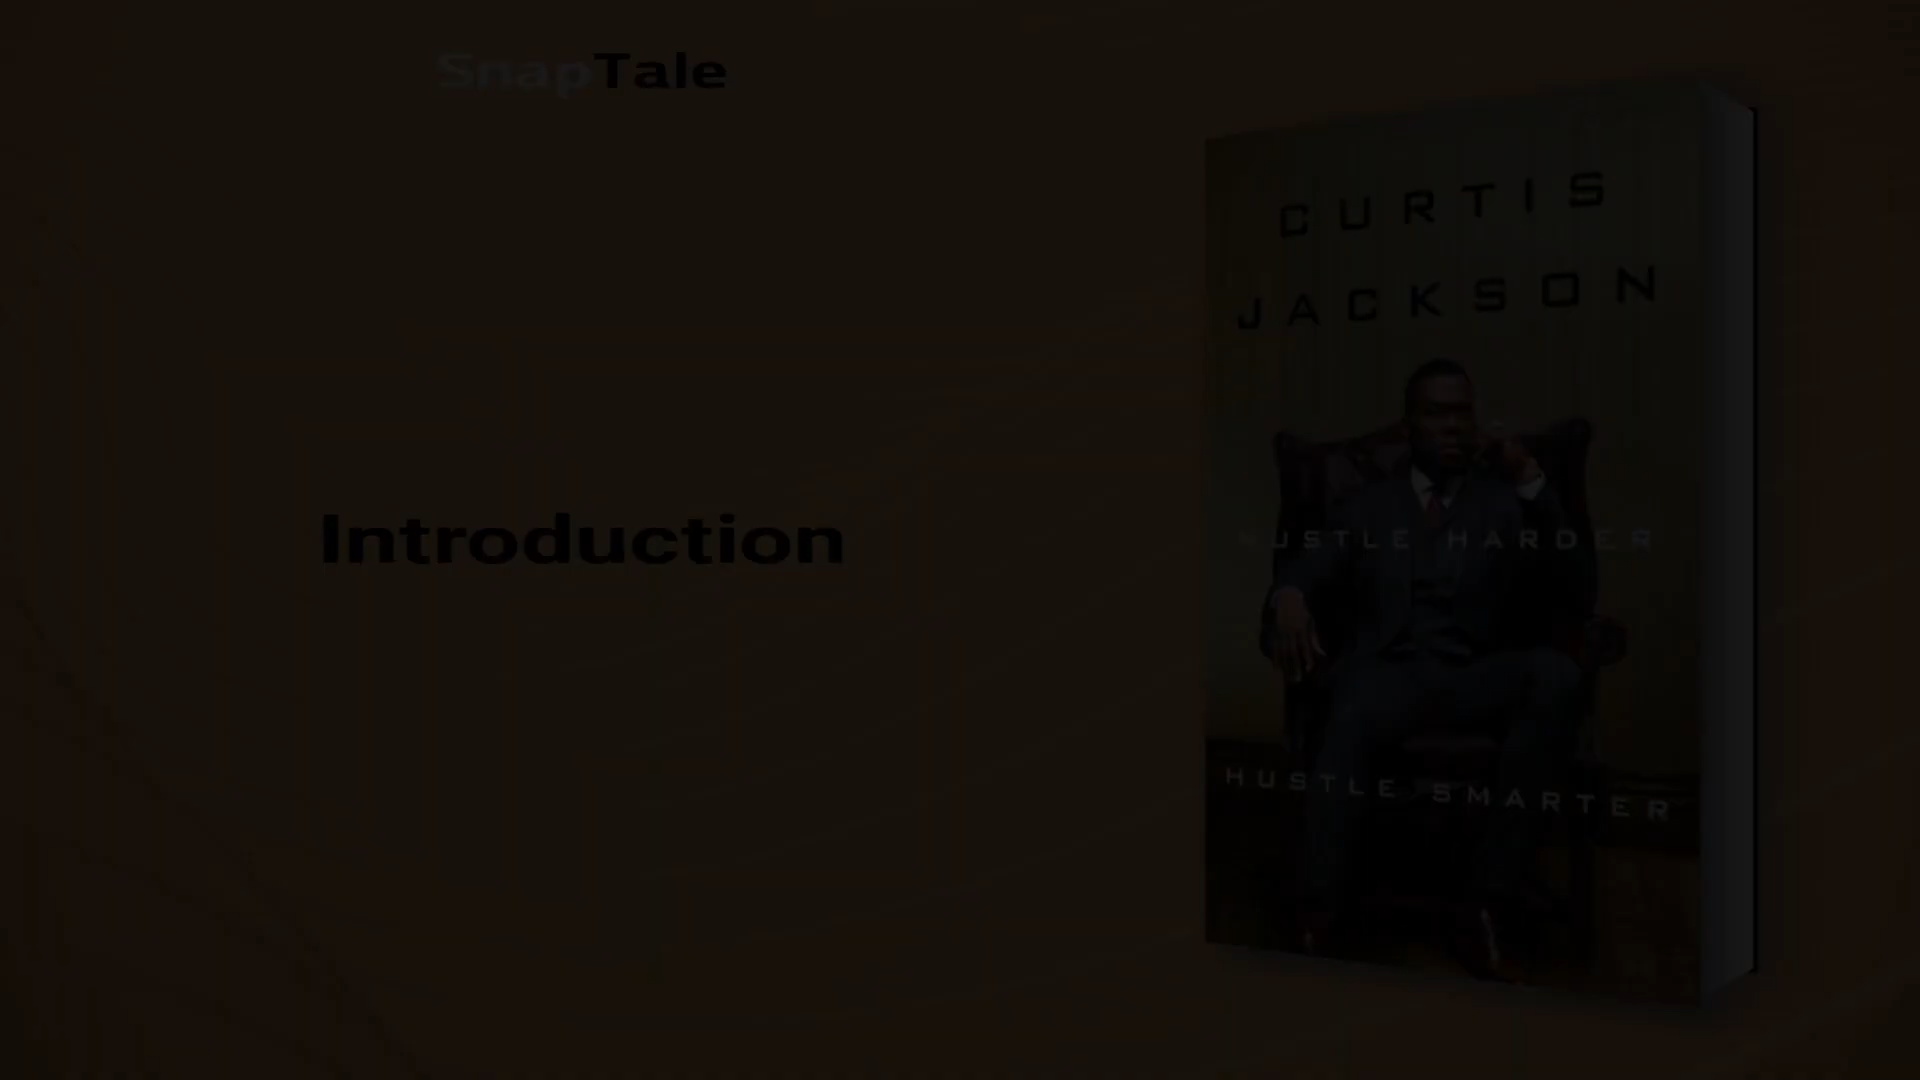 SnapTale
Introduction
CURTIS
JACKSON
HUSTLE HARDER
HUSTLE SMARTER